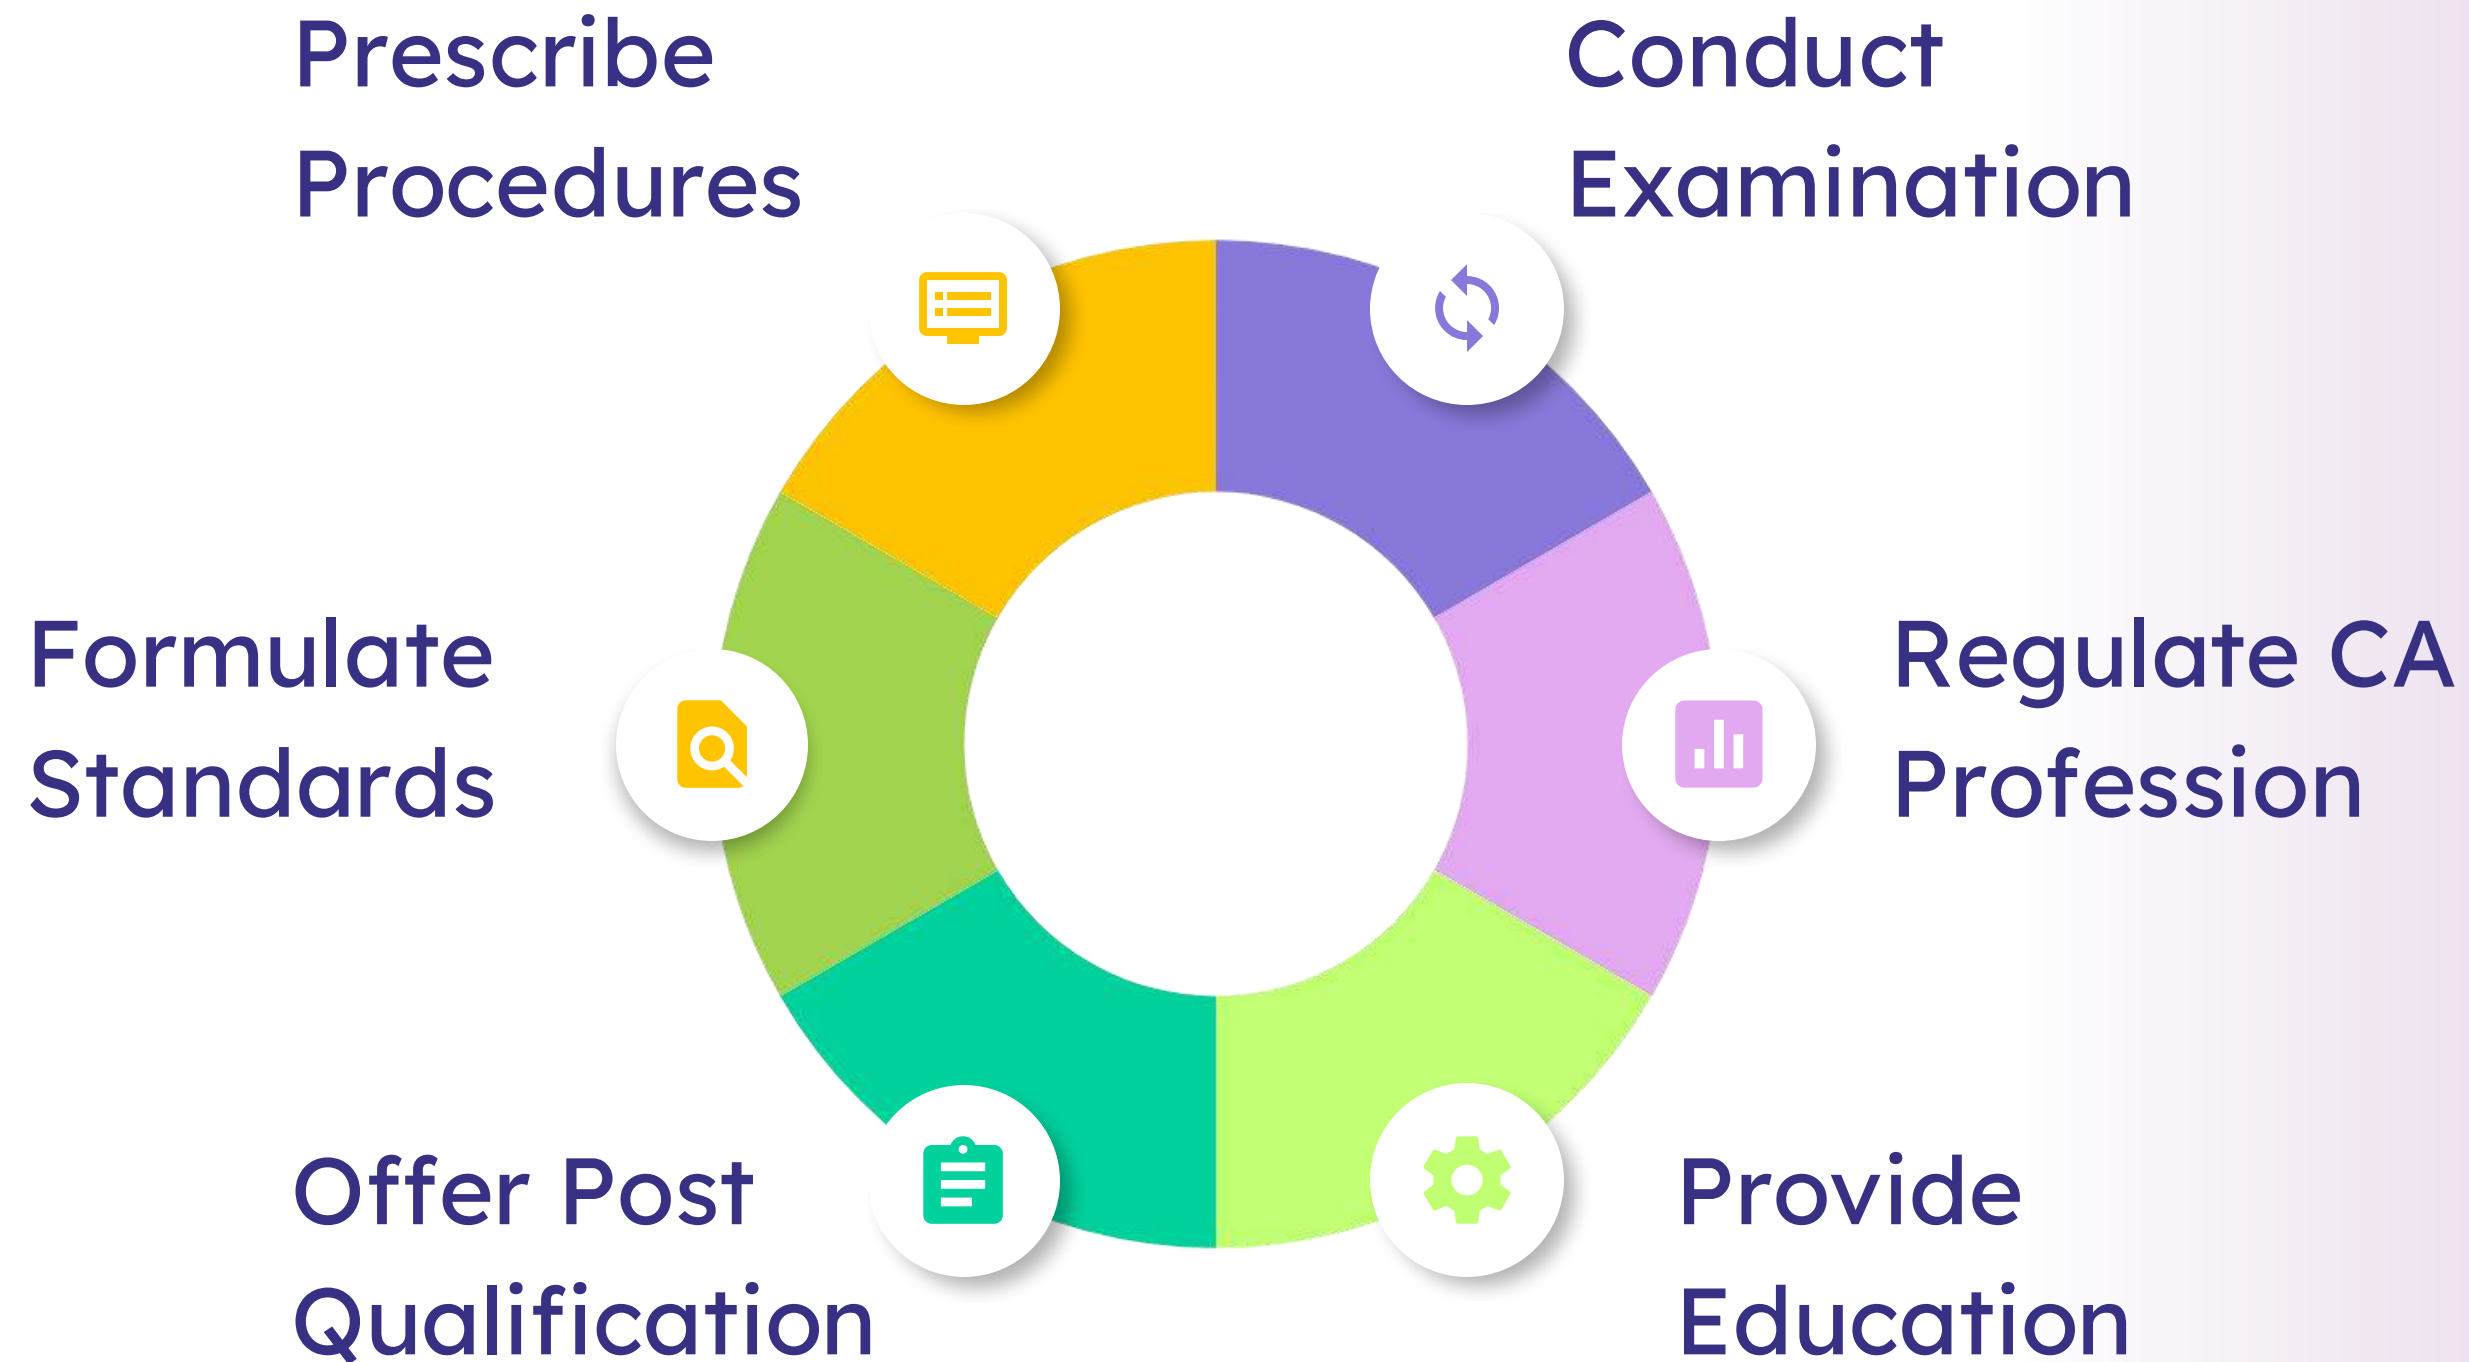 Prescribe
Procedures
Conduct
Examination
Formulate
Standards
Regulate CA
Profession
Offer Post
Qualification
Provide
Education